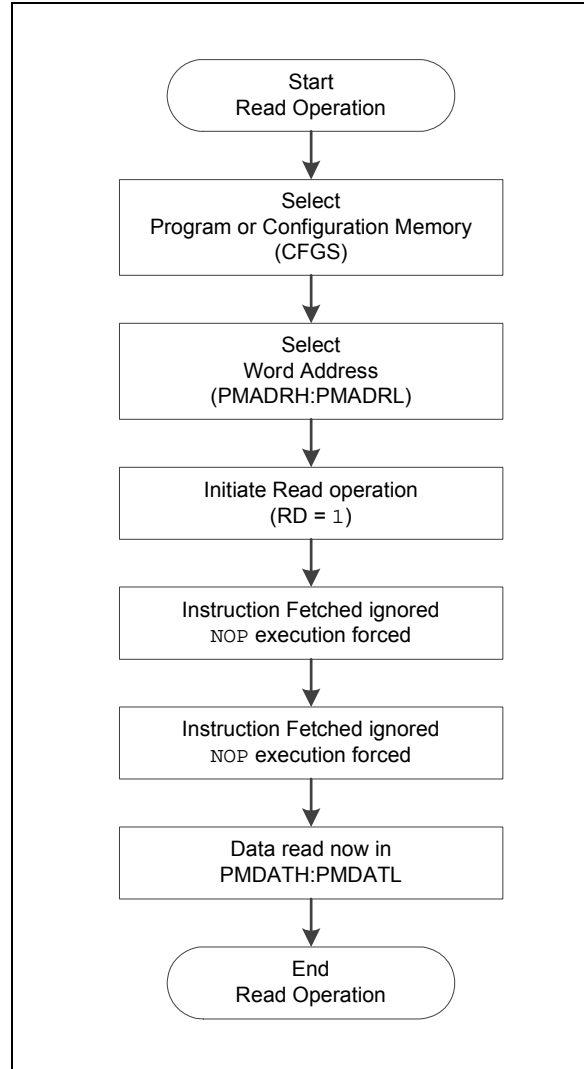 Start
Read Operation
Select
Program or Configuration Memory
(CFGS)
Select
Word Address
(PMADRH:PMADRL)
Initiate Read operation
(RD = 1)
Instruction Fetched ignored
NOP execution forced
Instruction Fetched ignored
NOP execution forced
Data read now in
PMDATH:PMDATL
End
Read Operation